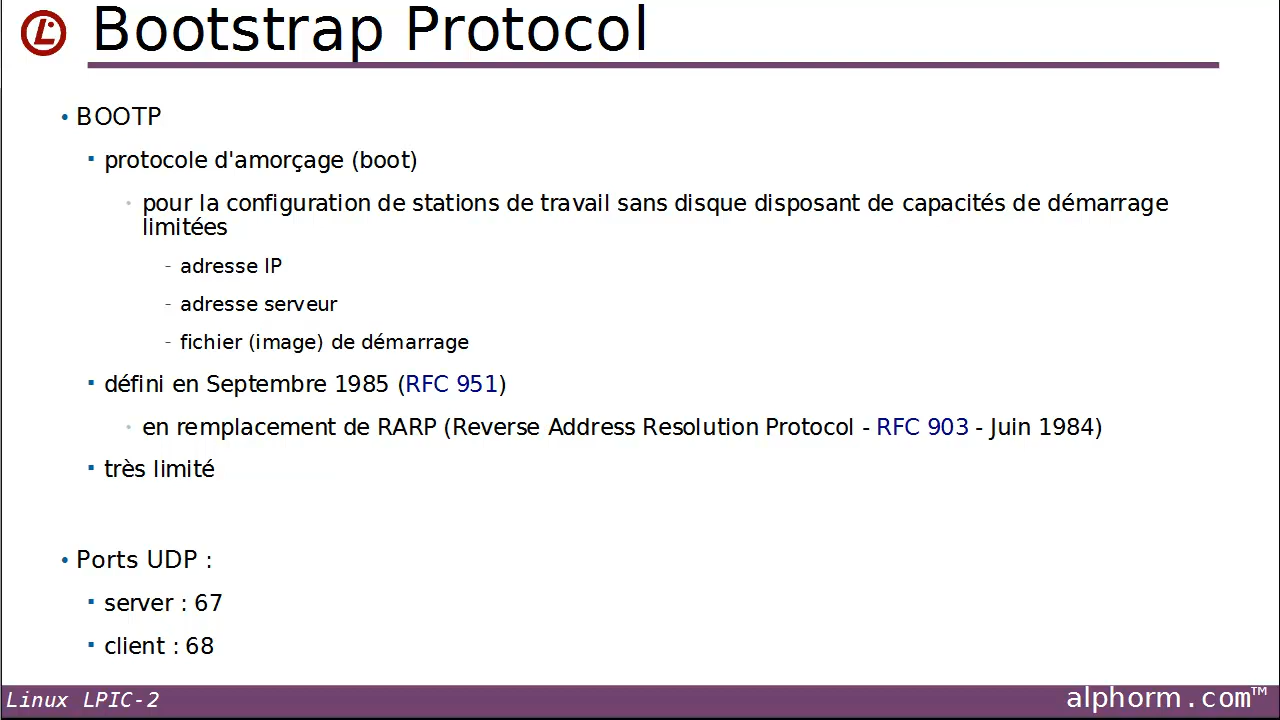 Bootstrap Protocol
• BOOTP
▪ protocole d'amorçage (boot)
• pour la configuration de stations de travail sans disque disposant de capacités de démarrage
limitées
- adresse IP
- adresse serveur
- fichier (image) de démarrage
▪ défini en Septembre 1985 (RFC 951)
• en remplacement de RARP (Reverse Address Resolution Protocol - RFC 903 - Juin 1984)
▪ très limité
• Ports UDP :
▪ server : 67
▪ client : 68
Linux LPIC-2
alphorm.com™